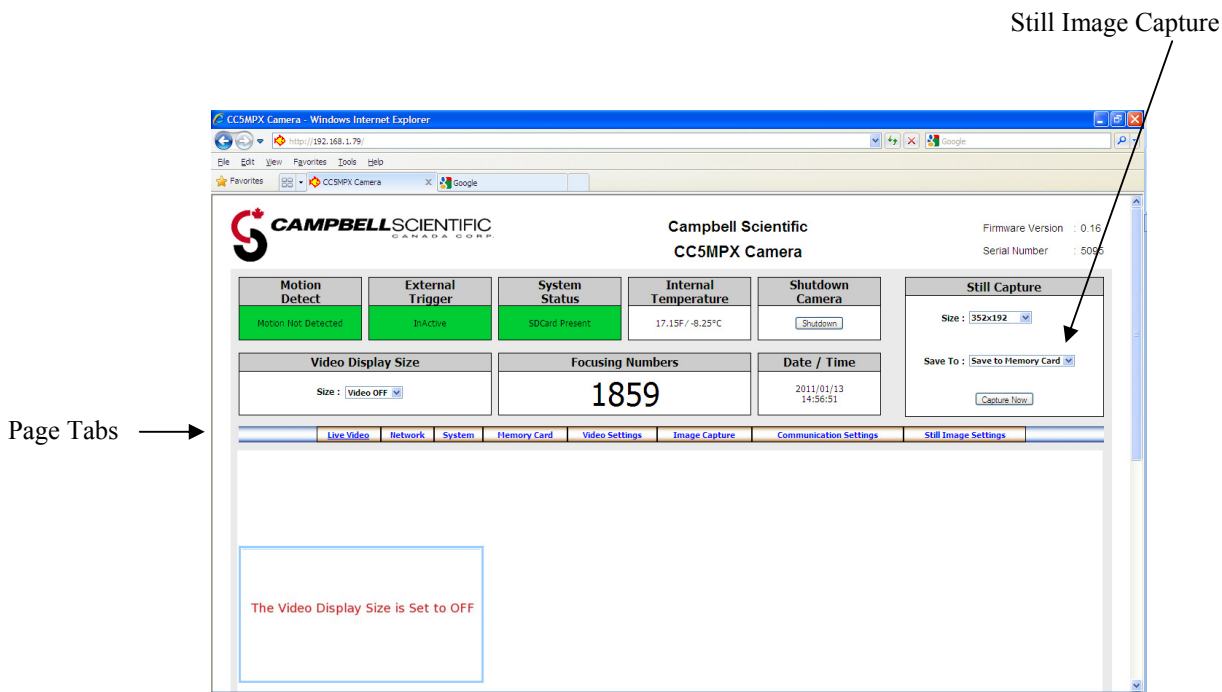 Still Image Capture
CC5MPX Camera - Windows Internet Explorer
http://192.168.1.79/
Google
File Edit View Favorites Tools Help
Favorites
CC5MPX Camera
Google
CAMPBELLSCIENTIFIC
CANADA CORP.
Campbell Scientific
CC5MPX Camera
Firmware Version : 0.16
Serial Number : 5095
Motion
Detect
Motion Not Detected
External
Trigger
InActive
System
Status
SDCard Present
Internal
Temperature
17.15F/-8.25°C
Shutdown
Camera
Shutdown
Still Capture
Size : 352x192
Save To : Save to Memory Card
Capture Now
Video Display Size
Size : Video OFF
Focusing Numbers
1859
Date / Time
2011/01/13
14:56:51
Page Tabs
Live Video Network System Memory Card Video Settings Image Capture Communication Settings Still Image Settings
The Video Display Size is Set to OFF